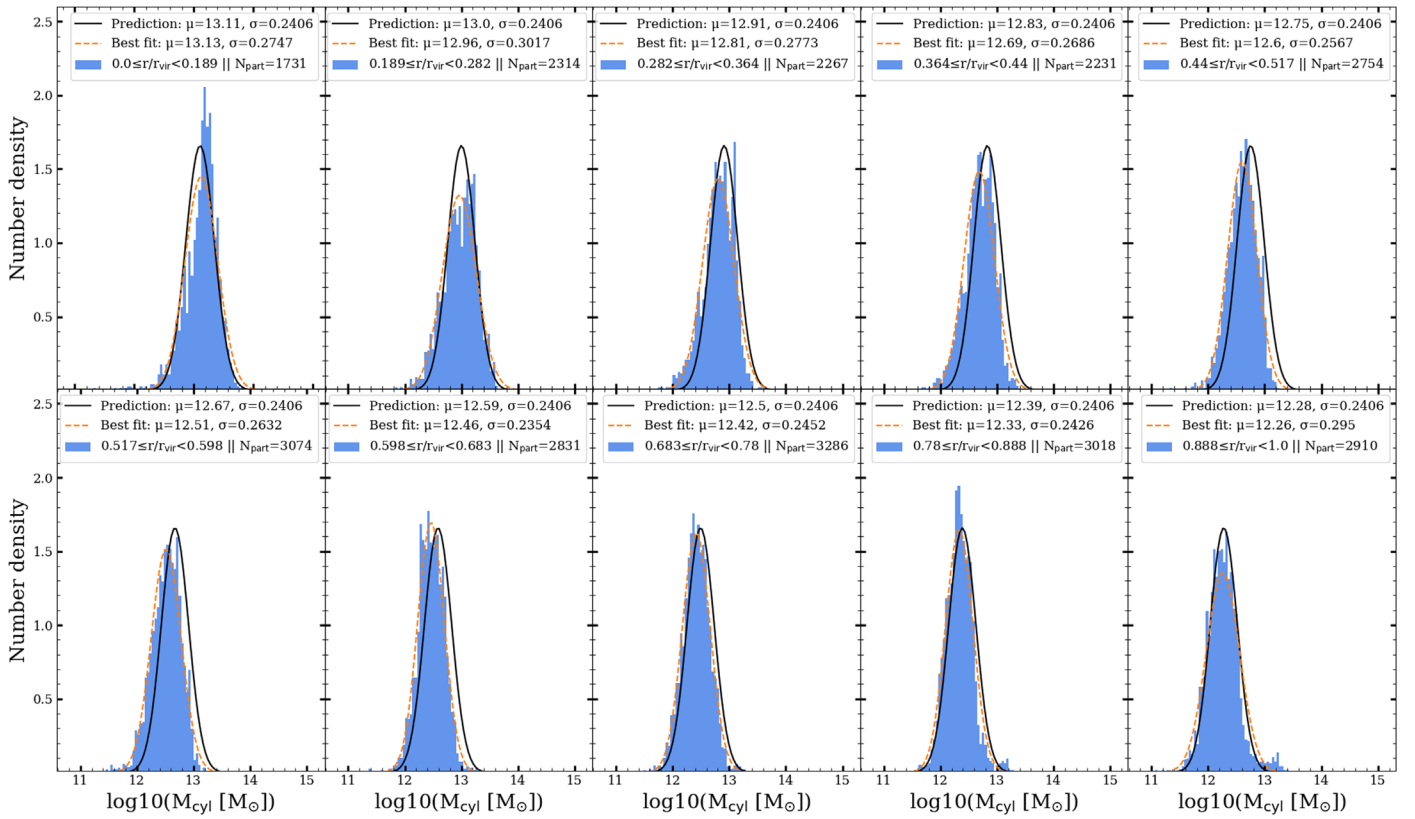 Prediction: μ=13.11, σ=0.2406
Best fit: μ=13.13, σ=0.2747
0.0≤r/rvir<0.189 || Npart=1731
Prediction: μ=13.0, σ=0.2406
Best fit: μ=12.96, σ=0.3017
0.189≤r/rvir<0.282 || Npart=2314
Prediction: μ=12.91, σ=0.2406
Best fit: μ=12.81, σ=0.2773
0.282≤r/rvir<0.364 || Npart=2267
Prediction: μ=12.83, σ=0.2406
Best fit: μ=12.69, σ=0.2686
0.364≤r/rvir<0.44 || Npart=2231
Prediction: μ=12.75, σ=0.2406
Best fit: μ=12.6, σ=0.2567
0.44≤r/rvir<0.517 || Npart=2754
2.5
2.0
1.5
1.0
0.5
Number density
Prediction: μ=12.67, σ=0.2406
Best fit: μ=12.51, σ=0.2632
0.517≤r/rvir<0.598 || Npart=3074
Prediction: μ=12.59, σ=0.2406
Best fit: μ=12.46, σ=0.2354
0.598≤r/rvir<0.683 || Npart=2831
Prediction: μ=12.5, σ=0.2406
Best fit: μ=12.42, σ=0.2452
0.683≤r/rvir<0.78 || Npart=3286
Prediction: μ=12.39, σ=0.2406
Best fit: μ=12.33, σ=0.2426
0.78≤r/rvir<0.888 || Npart=3018
Prediction: μ=12.28, σ=0.2406
Best fit: μ=12.26, σ=0.295
0.888≤r/rvir<1.0 || Npart=2910
2.5
2.0
1.5
1.0
0.5
Number density
11 12 13 14 15
11 12 13 14 15
11 12 13 14 15
11 12 13 14 15
11 12 13 14 15
log10(Mcyl [M⊙])
log10(Mcyl [M⊙])
log10(Mcyl [M⊙])
log10(Mcyl [M⊙])
log10(Mcyl [M⊙])